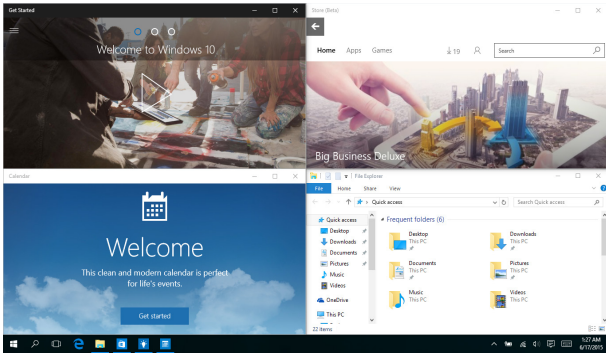 Get Started
Welcome to Windows 10
Store (Beta)
Home Apps Games 19 Search
Big Business Deluxe
Calendar
Welcome
This clean and modern calendar is perfect
for life's events.
Get started
File Explorer
File Home Share View
Quick access Search Quick access
Quick access
Desktop
Downloads
Documents
Pictures
Music
Videos
OneDrive
This PC
Frequent folders (6)
Desktop
This PC
Downloads
This PC
Documents
This PC
Pictures
This PC
Music
This PC
Videos
This PC
22 items
1:27 AM
6/17/2015